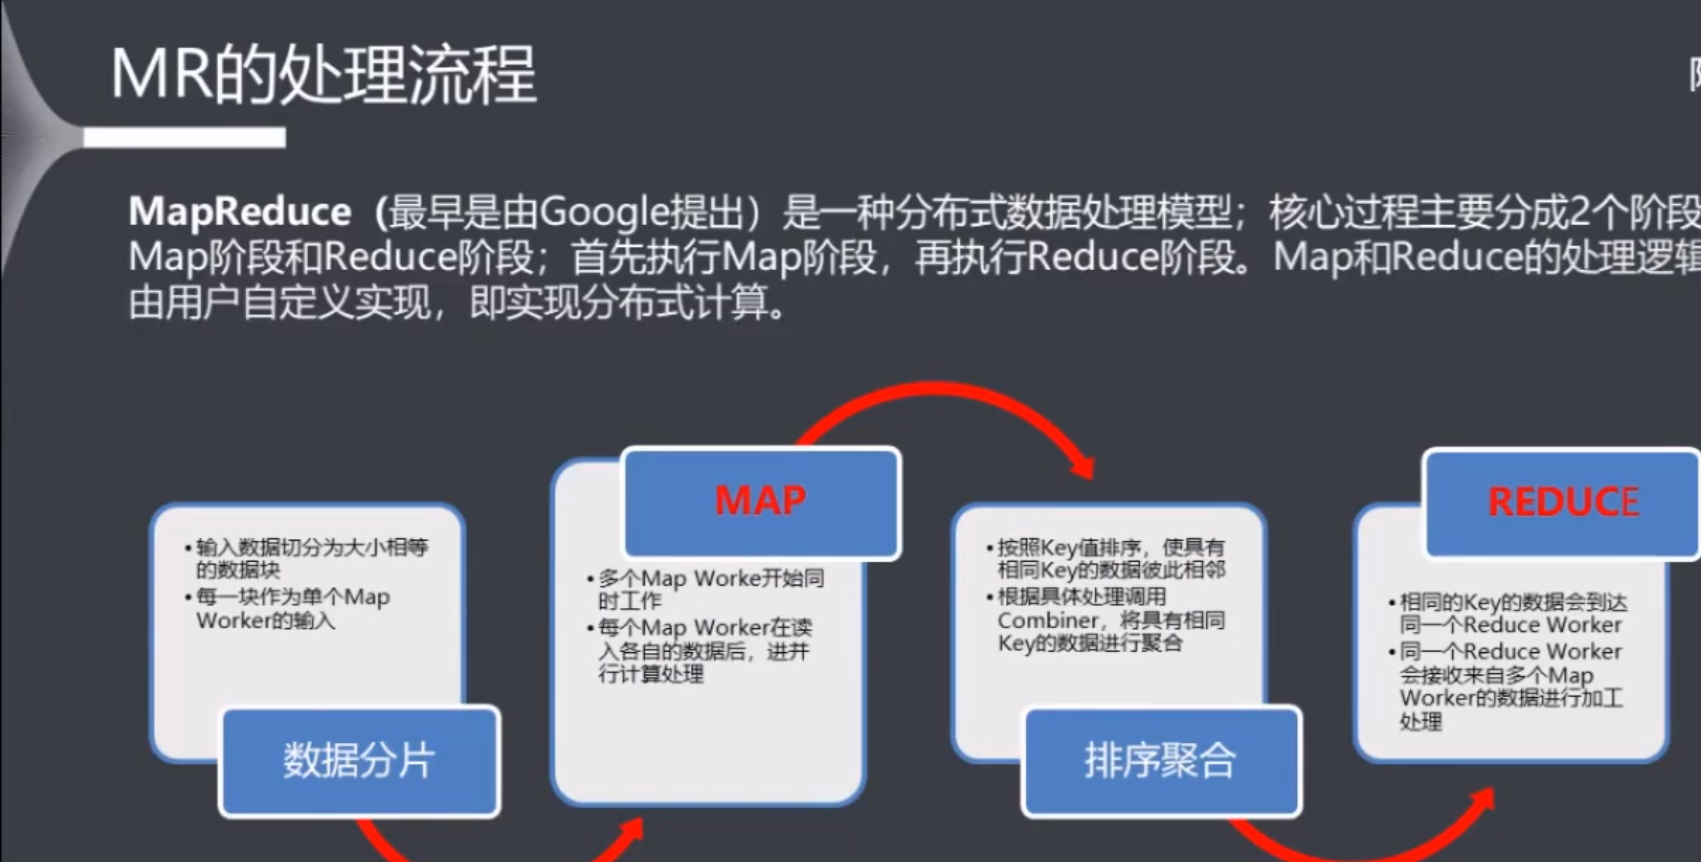 MR的处理流程
MapReduce（最早是由Google提出）是一种分布式数据处理模型；核心过程主要分成2个阶段
Map阶段和Reduce阶段；首先执行Map阶段，再执行Reduce阶段。Map和Reduce的处理逻辑
由用户自定义实现，即实现分布式计算。
•输入数据切分为大小相等
的数据块
•每一块作为单个Map
Worker的输入
数据分片
MAP
•多个Map Worke开始同
时工作
•每个Map Worker在读
入各自的数据后，进并
行计算处理
•按照Key值排序，使具有
相同Key的数据彼此相邻
•根据具体处理调用
Combiner，将具有相同
Key的数据进行聚合
排序聚合
REDUCE
•相同的Key的数据会到达
同一个Reduce Worker
•同一个Reduce Worker
会接收来自多个Map
Worker的数据进行加工
处理